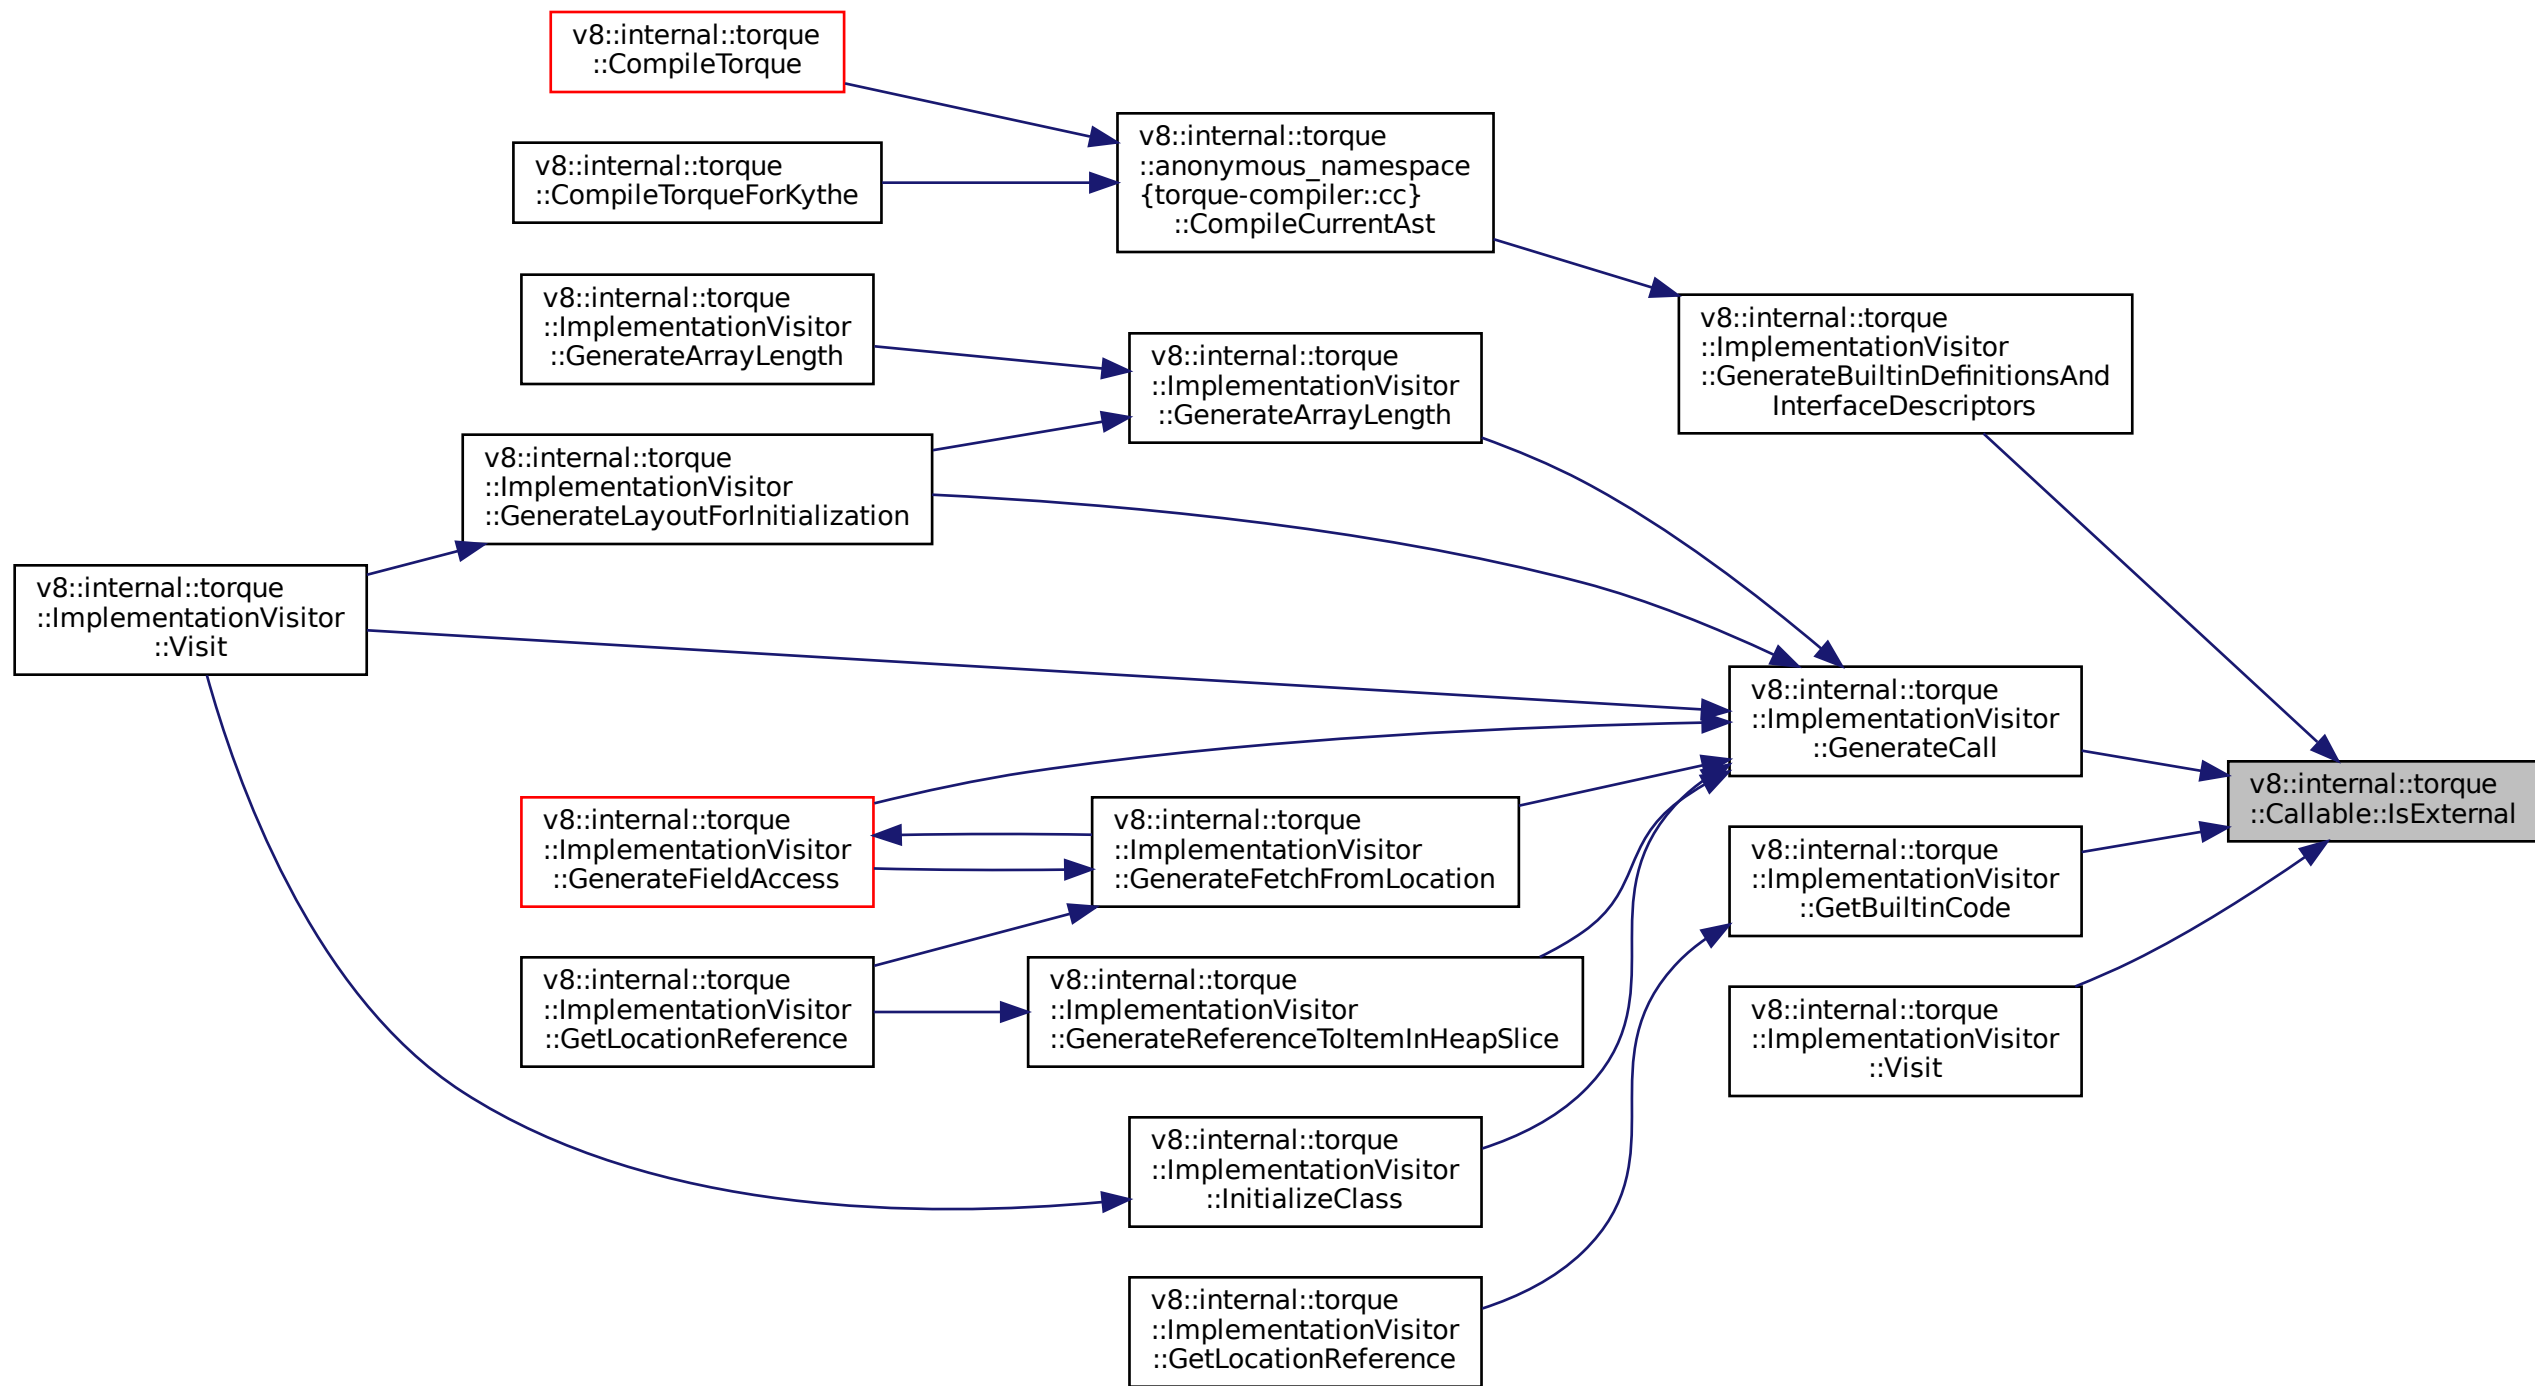 v8::internal::torque
::CompileTorque
v8::internal::torque
::CompileTorqueForKythe
v8::internal::torque
::anonymous_namespace
{torque-compiler::cc}
::CompileCurrentAst
v8::internal::torque
::ImplementationVisitor
::GenerateArrayLength
v8::internal::torque
::ImplementationVisitor
::GenerateBuiltinDefinitionsAnd
InterfaceDescriptors
v8::internal::torque
::ImplementationVisitor
::GenerateArrayLength
v8::internal::torque
::ImplementationVisitor
::GenerateLayoutForInitialization
v8::internal::torque
::ImplementationVisitor
::Visit
v8::internal::torque
::ImplementationVisitor
::GenerateCall
v8::internal::torque
::Callable::IsExternal
v8::internal::torque
::ImplementationVisitor
::GenerateFieldAccess
v8::internal::torque
::ImplementationVisitor
::GenerateFetchFromLocation
v8::internal::torque
::ImplementationVisitor
::GetBuiltinCode
v8::internal::torque
::ImplementationVisitor
::GetLocationReference
v8::internal::torque
::ImplementationVisitor
::GenerateReferenceToItemInHeapSlice
v8::internal::torque
::ImplementationVisitor
::Visit
v8::internal::torque
::ImplementationVisitor
::InitializeClass
v8::internal::torque
::ImplementationVisitor
::GetLocationReference